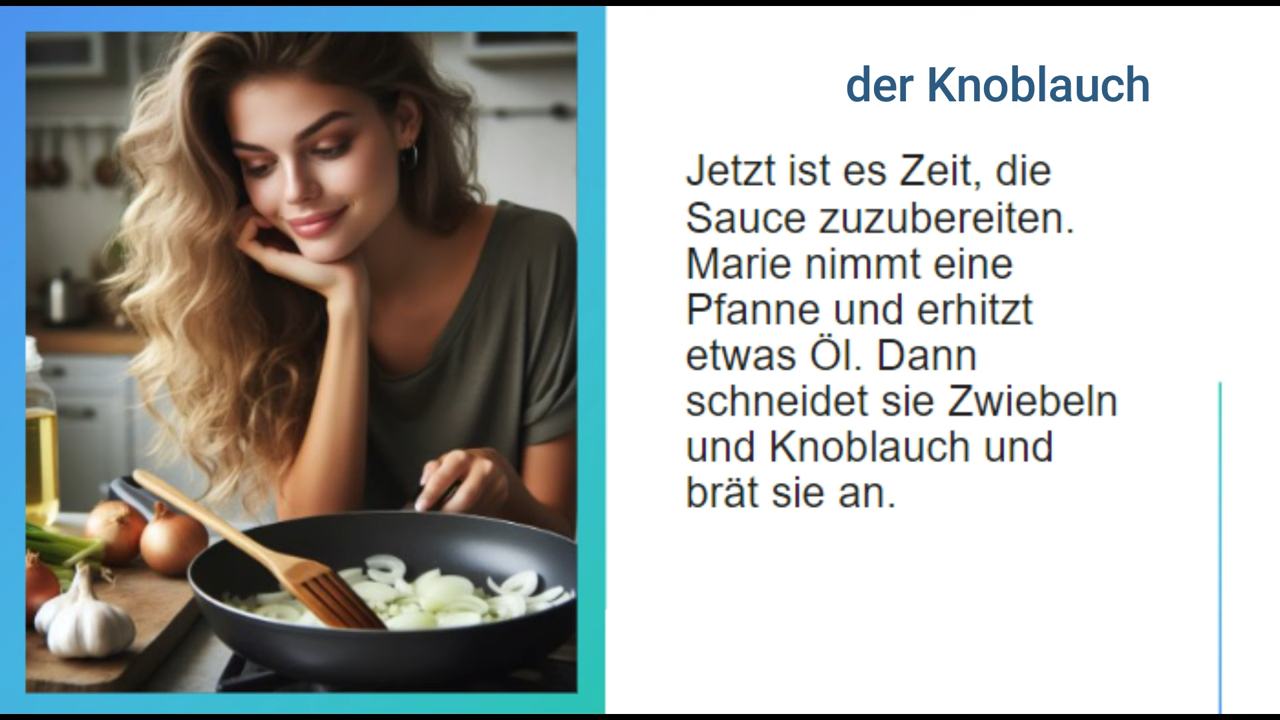 der Knoblauch
Jetzt ist es Zeit, die
Sauce zuzubereiten.
Marie nimmt eine
Pfanne und erhitzt
etwas Öl. Dann
schneidet sie Zwiebeln
und Knoblauch und
brät sie an.